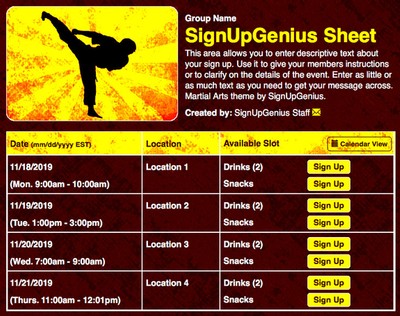 Group Name
SignUpGenius Sheet
This area allows you to enter descriptive text about
your sign up. Use it to give your members instructions
or to clarify on the details of the event. Enter as little or
as much text as you need to get your message across.
Martial Arts theme by SignUpGenius.
Created by: SignUpGenius Staff
Date (mm/dd/yyyy EST) Location Available Slot Calendar View
11/18/2019 Location 1 Drinks (2) Sign Up
(Mon. 9:00am - 10:00am) Snacks Sign Up
11/19/2019 Location 2 Drinks (2) Sign Up
(Tue. 1:00pm - 3:00pm) Snacks Sign Up
11/20/2019 Location 3 Drinks (2) Sign Up
(Wed. 7:00am - 9:00am) Snacks Sign Up
11/21/2019 Location 4 Drinks (2) Sign Up
(Thurs. 11:00am - 12:01pm) Snacks Sign Up